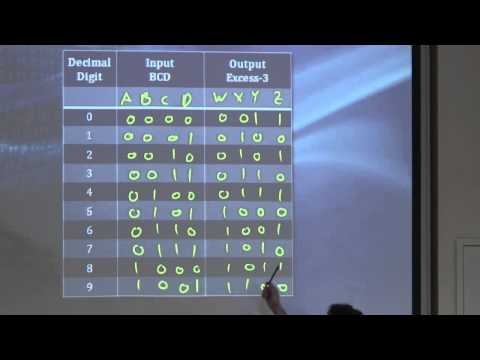 Decimal Input Output
Digit BCD Excess-3
A B C D W X Y Z
0 0 0 0 0 0 0 1 1
1 0 0 0 1 0 1 0 0
2 0 0 1 0 0 1 0 1
3 0 0 1 1 0 1 1 0
4 0 1 0 0 0 1 1 1
5 0 1 0 1 1 0 0 0
6 0 1 1 0 1 0 0 1
7 0 1 1 1 1 0 1 0
8 1 0 0 0 1 0 1 1
9 1 0 0 1 1 1 0 0